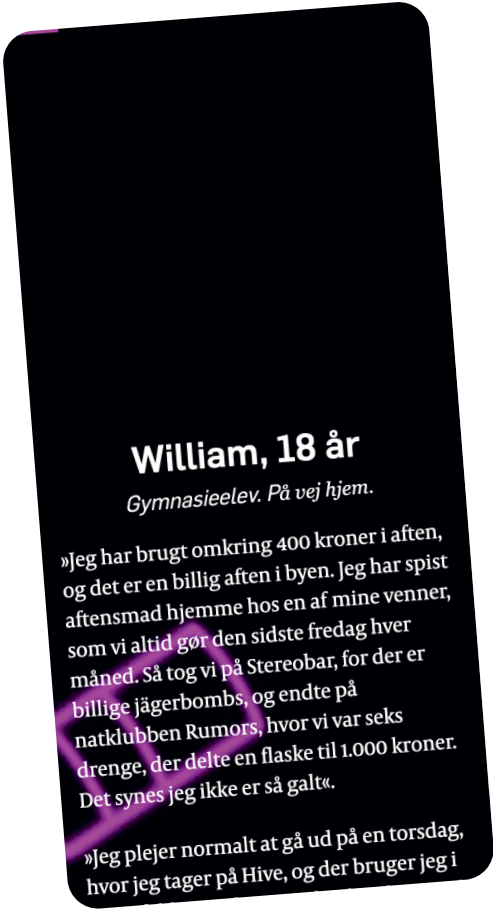 William, 18 år
Gymnasieelev. På vej hjem.
»Jeg har brugt omkring 400 kroner i aften,
og det er en billig aften i byen. Jeg har spist
aftensmad hjemme hos en af mine venner,
som vi altid gør den sidste fredag hver
måned. Så tog vi på Stereobar, for der er
billige jägerbombs, og endte på
natklubben Rumors, hvor vi var seks
drenge, der delte en flaske til 1.000 kroner.
Det synes jeg ikke er så galt«.
»Jeg plejer normalt at gå ud på en torsdag,
hvor jeg tager på Hive, og der bruger jeg i